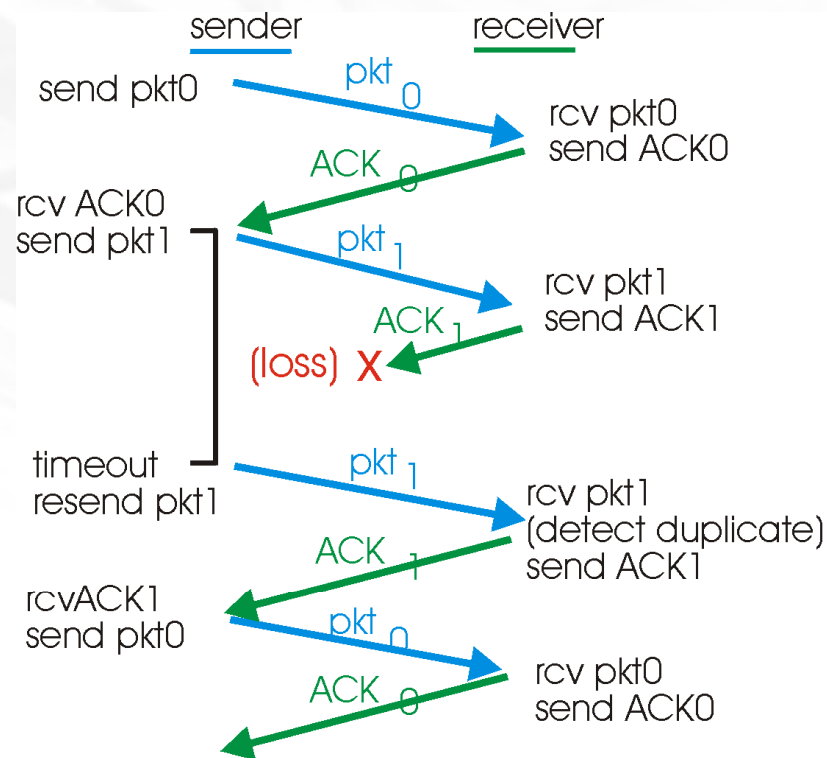 sender
receiver
send pkt0
pkt 0
rcv pkt0
send ACK0
ACK 0
rcv ACK0
send pkt1
pkt 1
rcv pkt1
send ACK1
ACK 1
(loss) X
timeout
resend pkt1
pkt 1
rcv pkt1
(detect duplicate)
send ACK1
ACK 1
rcvACK1
send pkt0
pkt 0
rcv pkt0
send ACK0
ACK 0